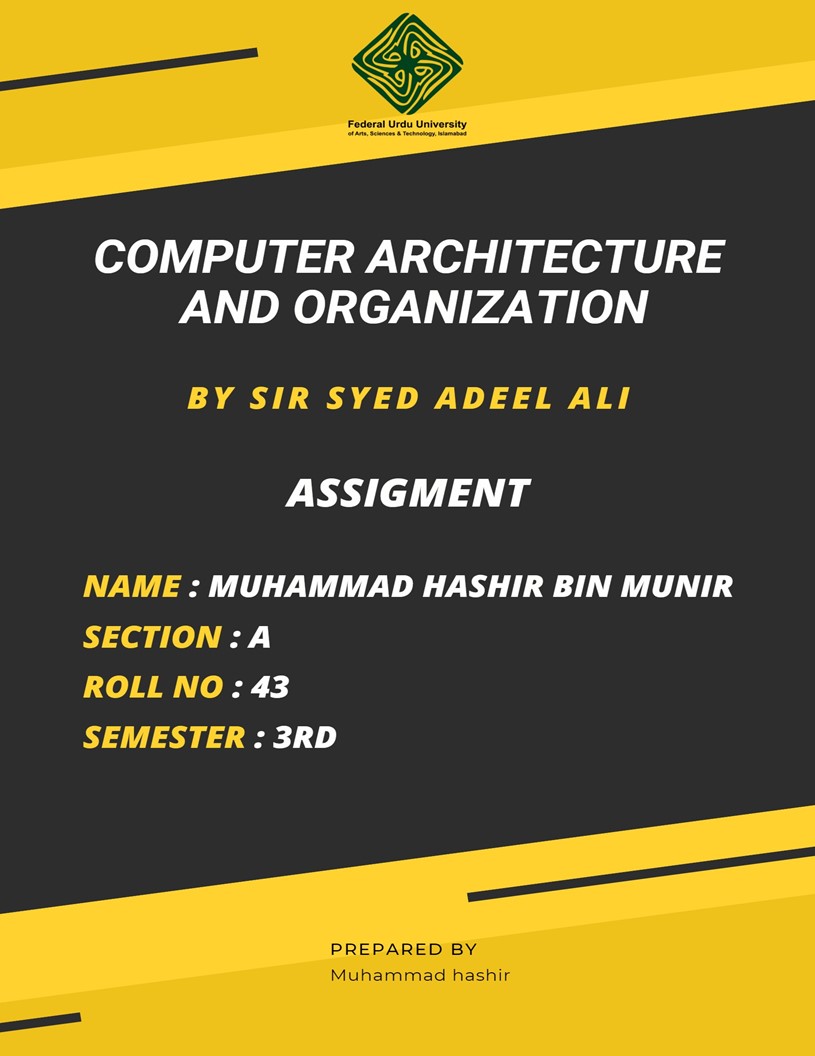 Federal Urdu University
of Arts, Sciences & Technology, Islamabad
COMPUTER ARCHITECTURE
AND ORGANIZATION
BY SIR SYED ADEEL ALI
ASSIGMENT
NAME : MUHAMMAD HASHIR BIN MUNIR
SECTION : A
ROLL NO : 43
SEMESTER : 3RD
PREPARED BY
Muhammad hashir